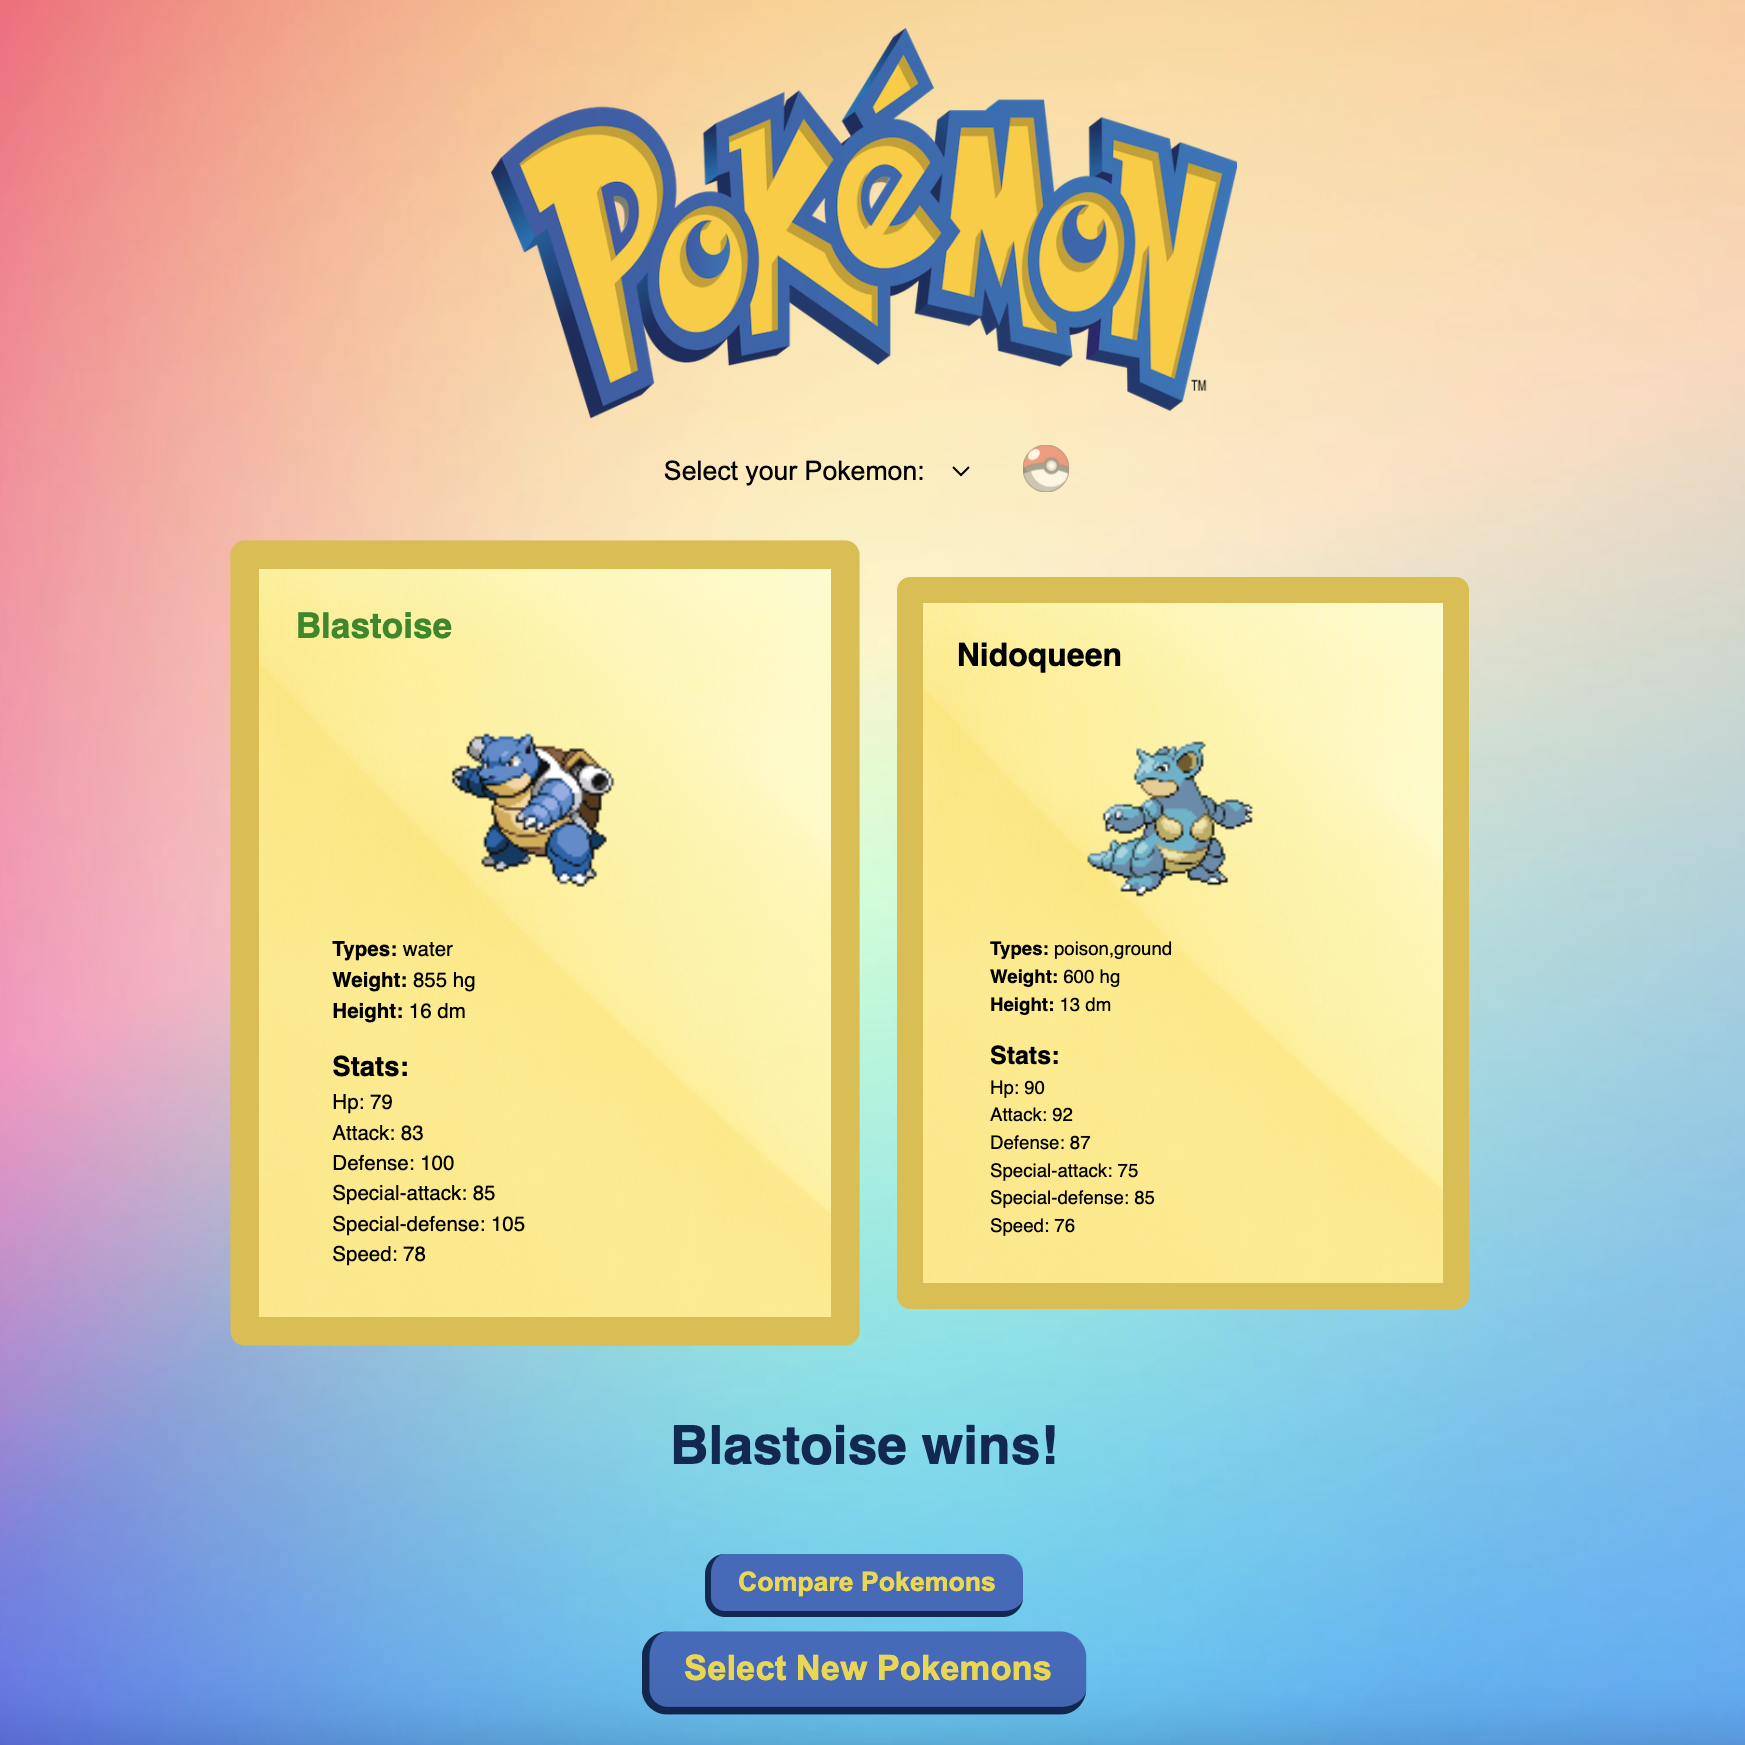 POKéMON
TM
Select your Pokemon:
Blastoise
Types: water
Weight: 855 hg
Height: 16 dm
Stats:
Hp: 79
Attack: 83
Defense: 100
Special-attack: 85
Special-defense: 105
Speed: 78
Nidoqueen
Types: poison,ground
Weight: 600 hg
Height: 13 dm
Stats:
Hp: 90
Attack: 92
Defense: 87
Special-attack: 75
Special-defense: 85
Speed: 76
Blastoise wins!
Compare Pokemons
Select New Pokemons